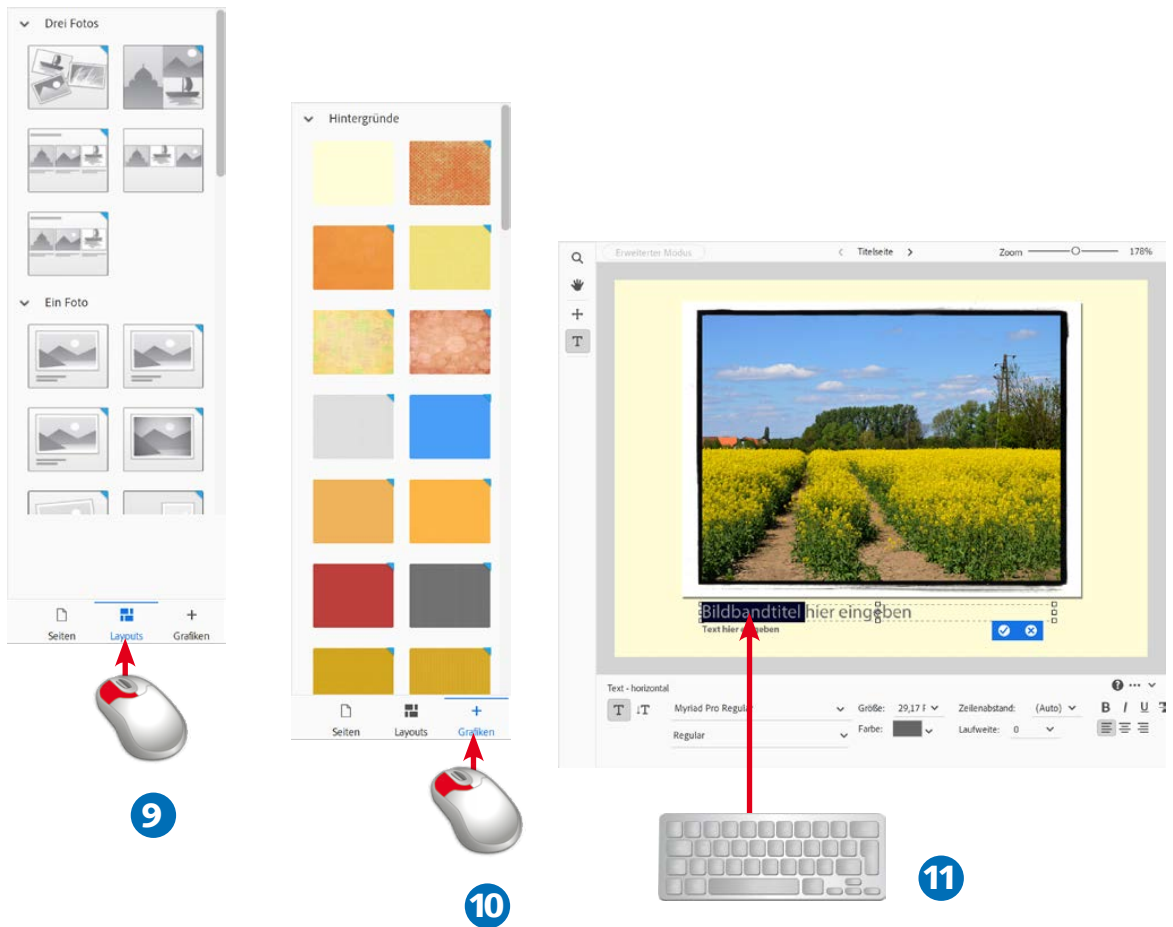 Drei Fotos
Ein Foto
Seiten Layouts Grafiken
9
Hintergründe
Seiten Layouts Grafiken
10
Erweiterter Modus Titelseite Zoom 178%
T
Bildbandtitel hier eingeben
Text hier eingeben
Text - horizontal
T T Myriad Pro Regular Größe: 29,17 Zeilenabstand: (Auto) B I U
Regular Farbe: Laufweite: 0
11